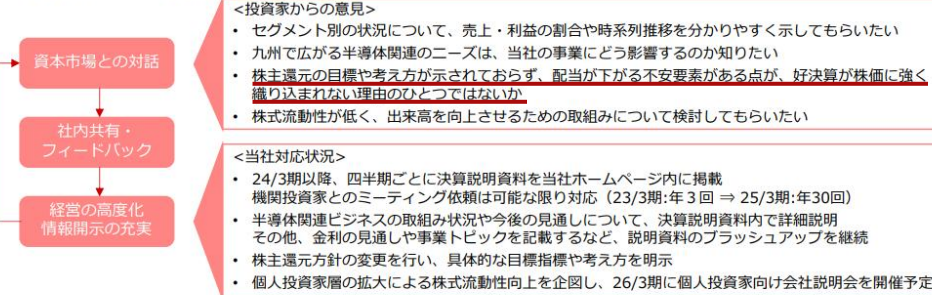 資本市場との対話
社内共有・
フィードバック
経営の高度化
情報開示の充実
<投資家からの意見>
• セグメント別の状況について、売上・利益の割合や時系列推移を分かりやすく示してもらいたい
• 九州で広がる半導体関連のニーズは、当社の事業にどう影響するのか知りたい
• 株主還元の目標や考え方が示されておらず、配当が下がる不安要素がある点が、好決算が株価に強く
織り込まれない理由のひとつではないか
• 株式流動性が低く、出来高を向上させるための取組みについて検討してもらいたい
<当社対応状況>
• 24/3期以降、四半期ごとに決算説明資料を当社ホームページ内に掲載
機関投資家とのミーティング依頼は可能な限り対応（23/3期:年３回 ⇒ 25/3期:年30回）
• 半導体関連ビジネスの取組み状況や今後の見通しについて、決算説明資料内で詳細説明
その他、金利の見通しや事業トピックを記載するなど、説明資料のブラッシュアップを継続
• 株主還元方針の変更を行い、具体的な目標指標や考え方を明示
• 個人投資家層の拡大による株式流動性向上を企図し、26/3期に個人投資家向け会社説明会を開催予定